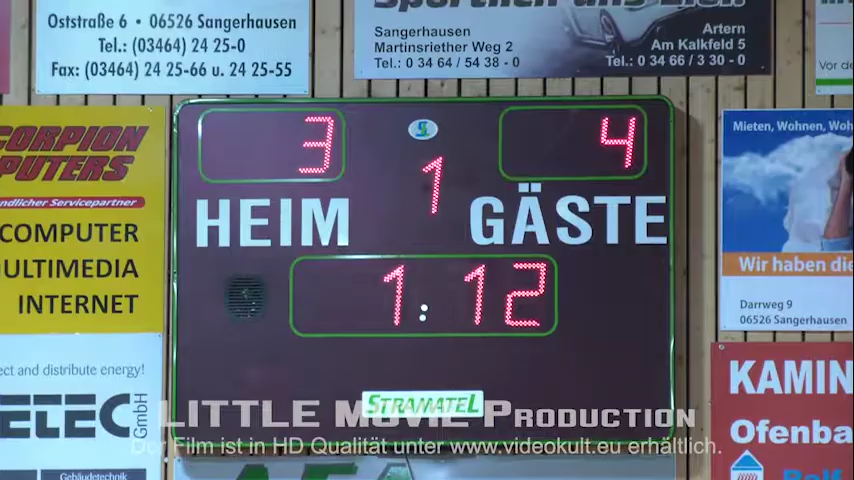 Oststraße 6 • 06526 Sangerhausen
Tel.: (03464) 24 25-0
Fax: (03464) 24 25-66 u. 24 25-55
Sangerhausen
Martinsriether Weg 2
Tel.: 0 34 64 / 54 38 - 0
Artern
Am Kalkfeld 5
Tel.: 0 34 66 / 3 30 - 0
Vor de
CORPION
PUTERS
ndlicher Servicepartner
COMPUTER
ULTIMEDIA
INTERNET
3
4
1
HEIM
GÄSTE
1:12
STRAMATEL
Mieten, Wohnen, Woh
Wir haben die
Darrweg 9
06526 Sangerhausen
ect and distribute energy!
ETEC GmbH
Gebäudetechnik
KAMIN
Ofenba
Ralf
LITTLE MOVIE PRODUCTION
Der Film ist in HD Qualität unter www.videokult.eu erhältlich.